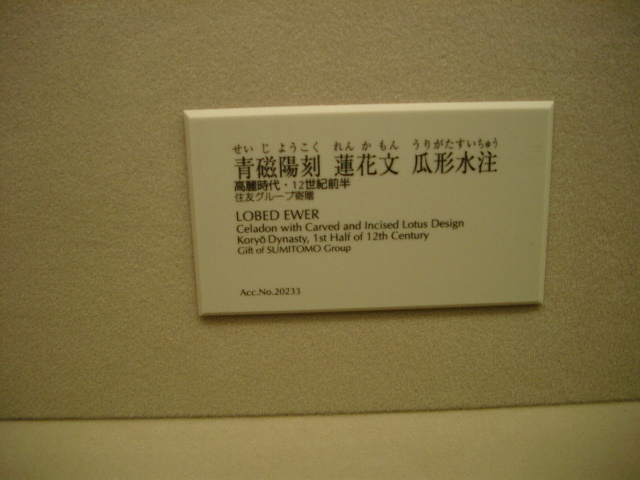 せいじようこく れんかもん うりがたすいちゅう
青磁陽刻 蓮花文 瓜形水注
高麗時代・12世紀前半
住友グループ寄贈
LOBED EWER
Celadon with Carved and Incised Lotus Design
Koryŏ Dynasty, 1st Half of 12th Century
Gift of SUMITOMO Group
Acc.No.20233